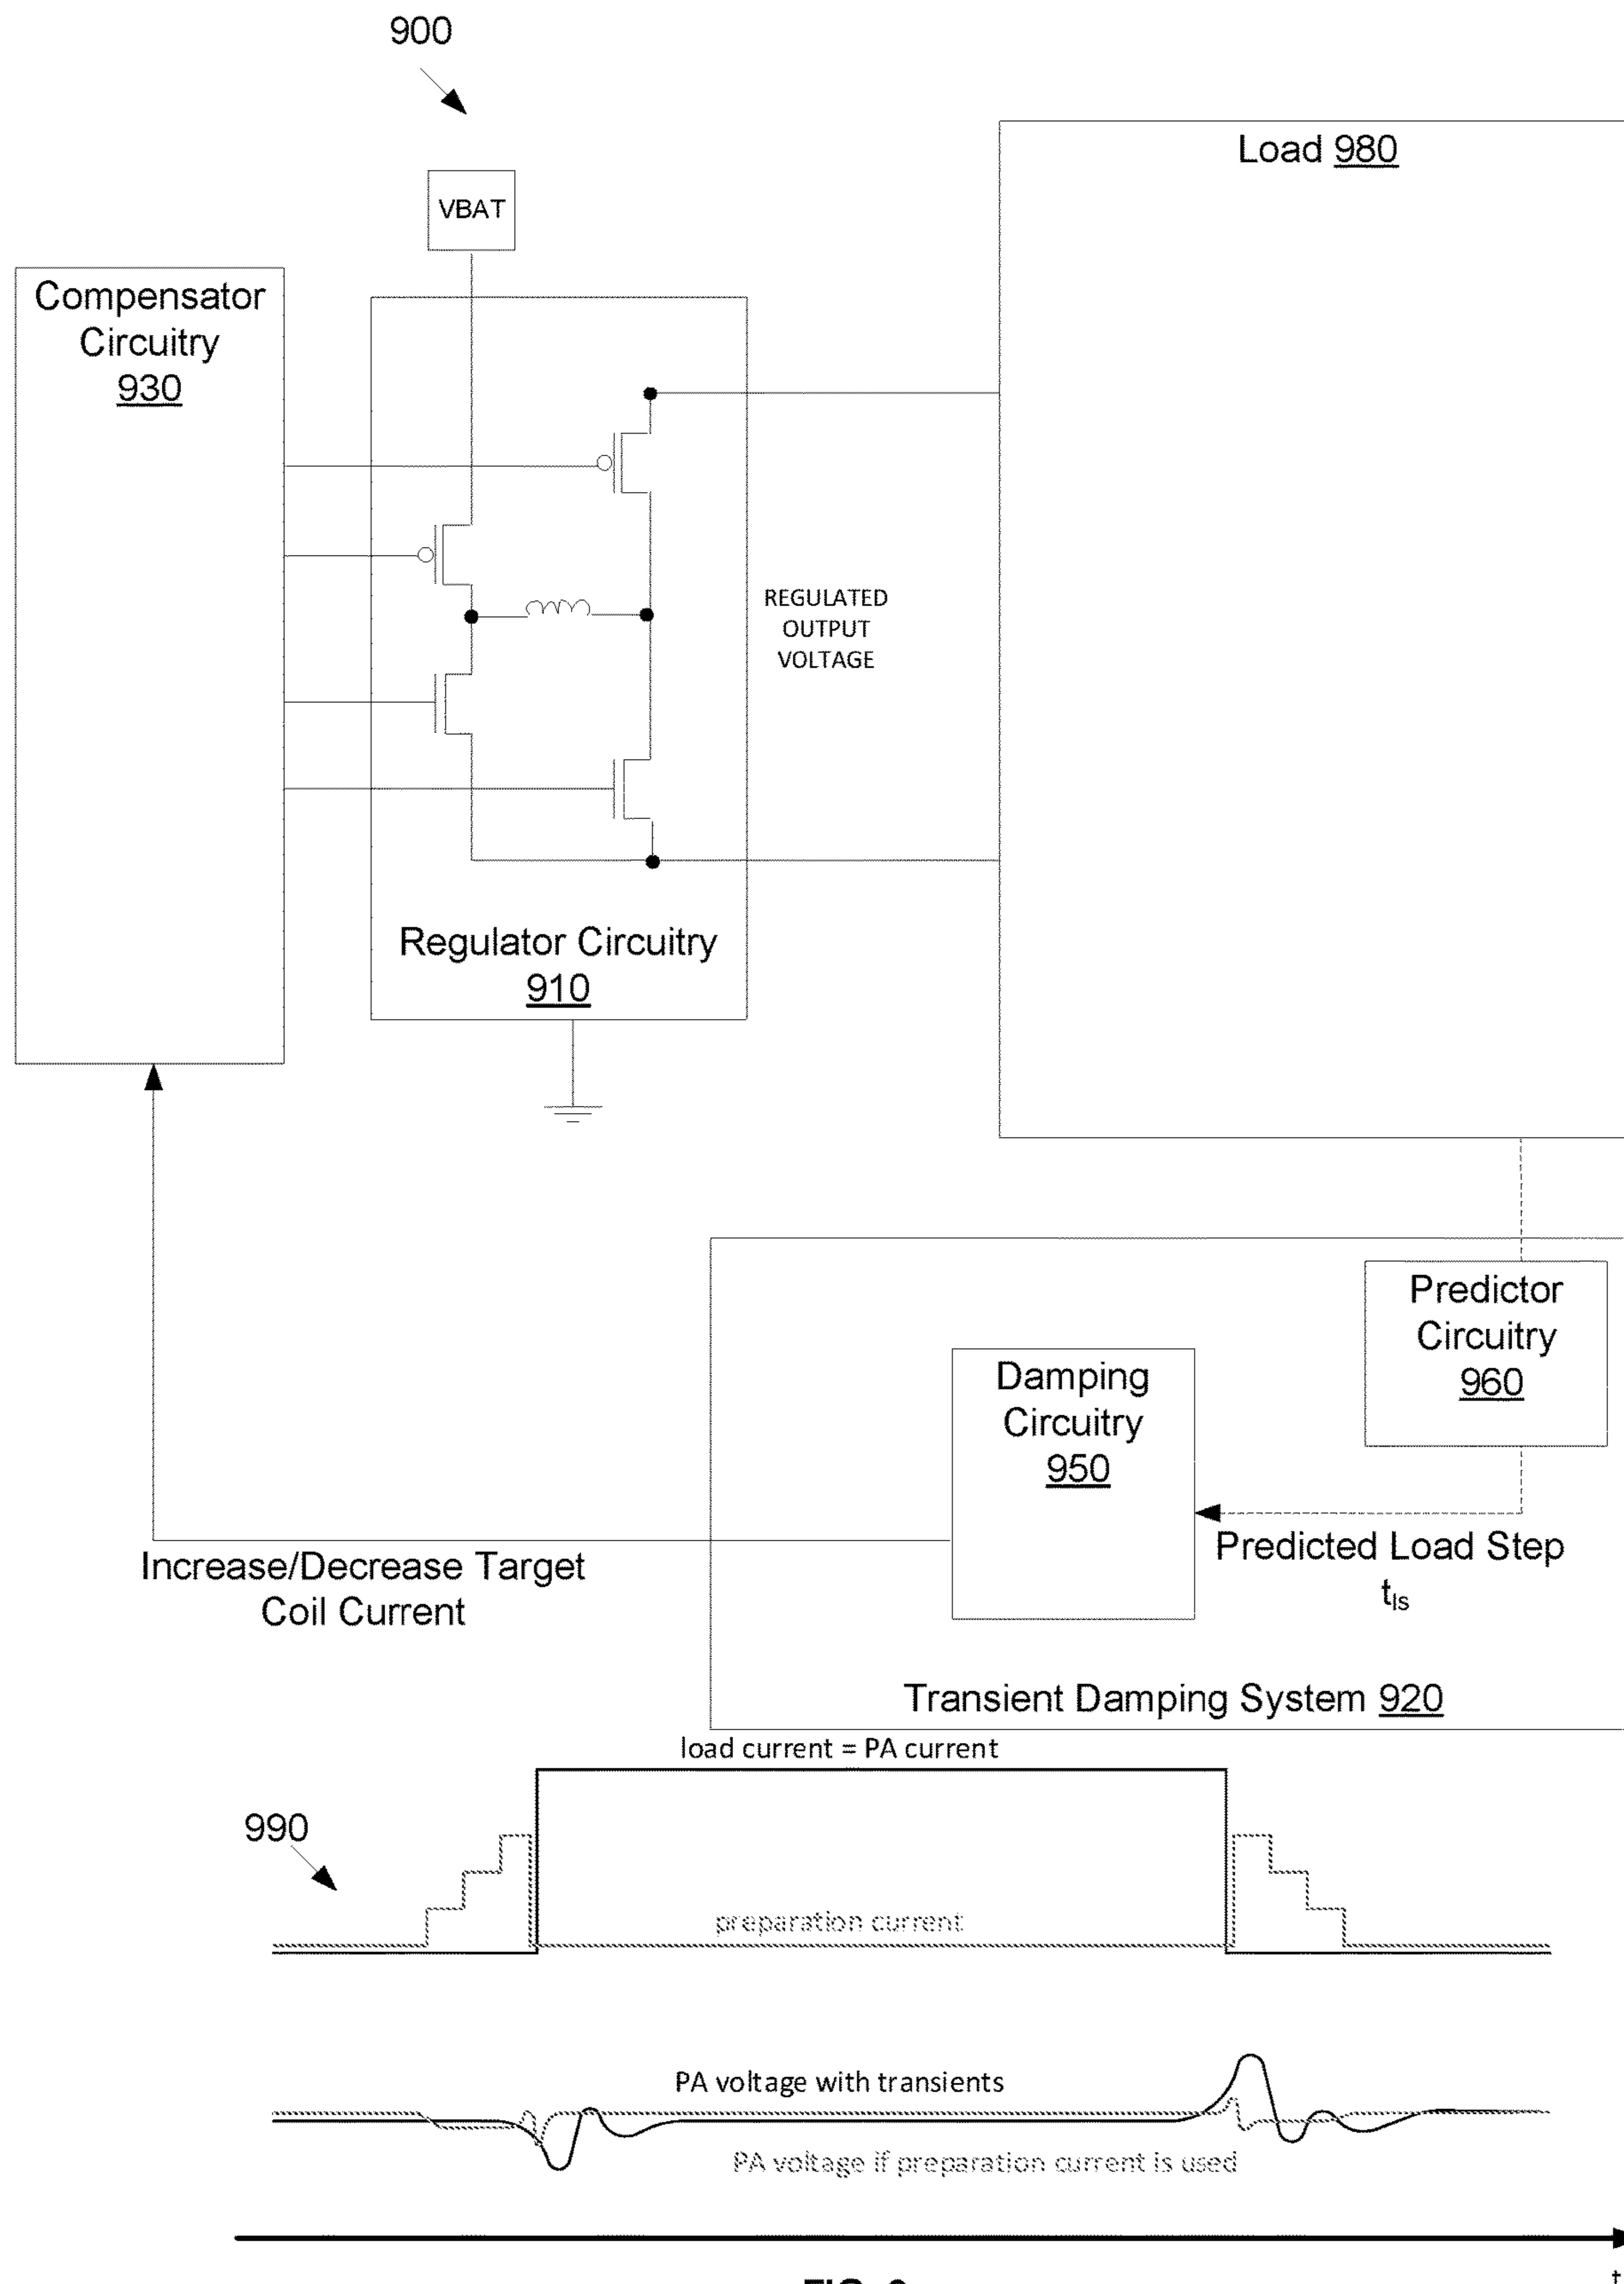 900
Load 980
VBAT
Compensator
Circuitry
930
REGULATED
OUTPUT
VOLTAGE
Regulator Circuitry
910
Predictor
Circuitry
960
Damping
Circuitry
950
Predicted Load Step
tls
Increase/Decrease Target
Coil Current
Transient Damping System 920
load current = PA current
990
preparation current
PA voltage with transients
PA voltage if preparation current is used
t